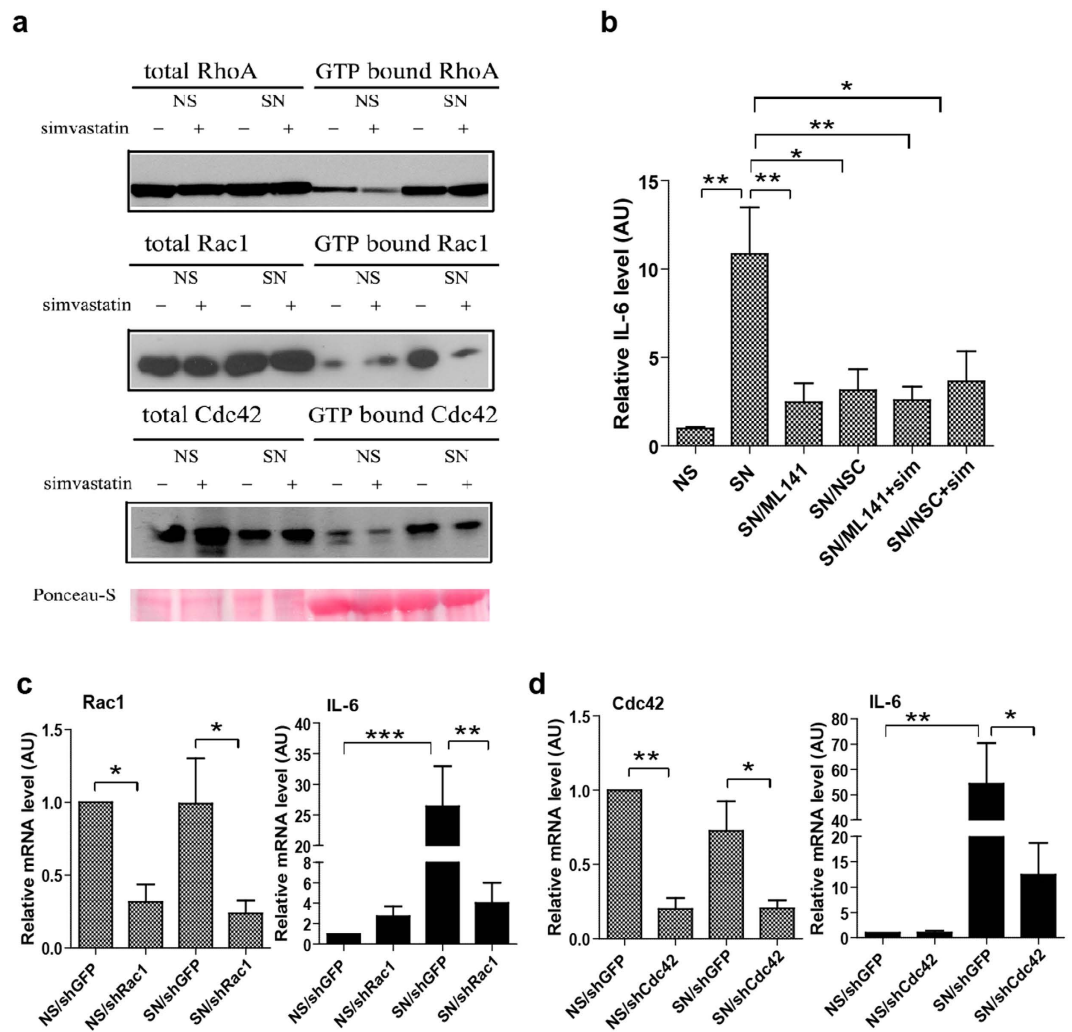 a
total RhoA GTP bound RhoA
NS SN NS SN
simvastatin – + – + – + – +
total Rac1 GTP bound Rac1
NS SN NS SN
simvastatin – + – + – + – +
total Cdc42 GTP bound Cdc42
NS SN NS SN
simvastatin – + – + – + – +
Ponceau-S
b
*
**
*
** **
Relative IL-6 level (AU)
15
10
5
0
NS
SN
SN/ML141
SN/NSC
SN/ML141+sim
SN/NSC+sim
c
Rac1
Relative mRNA level (AU)
1.5
1.0
0.5
0.0
*
*
NS/shGFP
NS/shRac1
SN/shGFP
SN/shRac1
IL-6
Relative mRNA level (AU)
40
35
30
25
20
8
6
4
2
0
***
**
NS/shGFP
NS/shRac1
SN/shGFP
SN/shRac1
d
Cdc42
Relative mRNA level (AU)
1.5
1.0
0.5
0.0
**
*
NS/shGFP
NS/shCdc42
SN/shGFP
SN/shCdc42
IL-6
Relative mRNA level (AU)
80
70
60
50
40
20
15
10
5
0
**
*
NS/shGFP
NS/shCdc42
SN/shGFP
SN/shCdc42